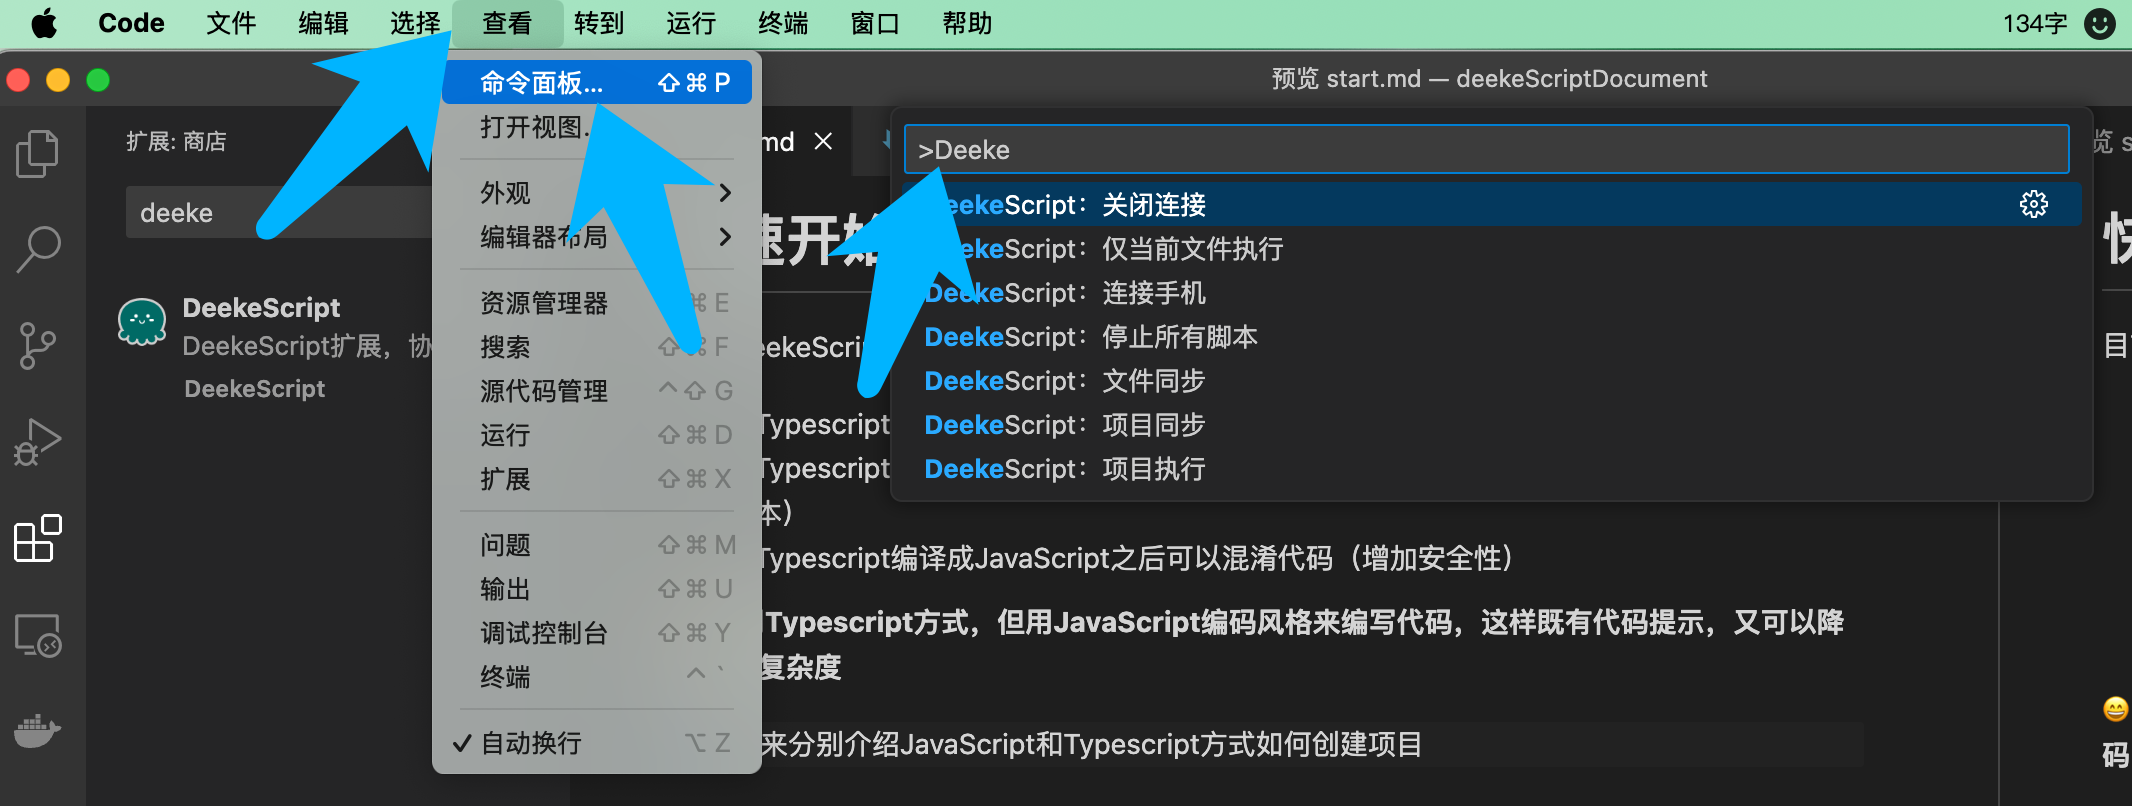 Code 文件 编辑 选择 查看 转到 运行 终端 窗口 帮助 134字
预览 start.md — deekeScriptDocument
扩展: 商店
deeke
DeekeScript
DeekeScript扩展，协
DeekeScript
命令面板... ⇧⌘P
打开视图.
外观
编辑器布局
资源管理器 ⌘E
搜索 ⇧⌘F
源代码管理 ^⇧G
运行 ⇧⌘D
扩展 ⇧⌘X
问题 ⇧⌘M
输出 ⇧⌘U
调试控制台 ⇧⌘Y
终端 ^`
✓ 自动换行 ⌥Z
md
>Deeke
DeekeScript：关闭连接
DeekeScript：仅当前文件执行
DeekeScript：连接手机
DeekeScript：停止所有脚本
DeekeScript：文件同步
DeekeScript：项目同步
DeekeScript：项目执行
速开始
eekeScri
Typescript
Typescript
本）
Typescript编译成JavaScript之后可以混淆代码（增加安全性）
Typescript方式，但用JavaScript编码风格来编写代码，这样既有代码提示，又可以降
复杂度
来分别介绍JavaScript和Typescript方式如何创建项目
览 s
快
目
码